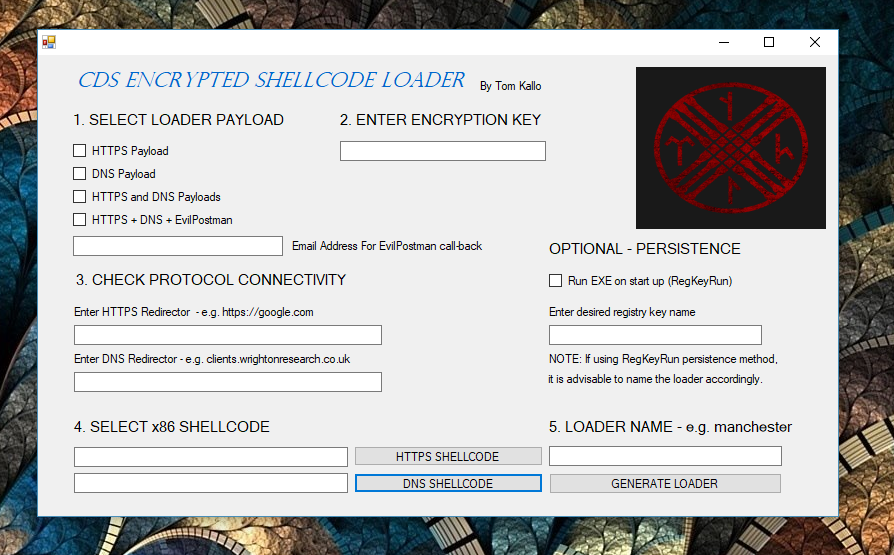 CDS ENCRYPTED SHELLCODE LOADER By Tom Kallo
1. SELECT LOADER PAYLOAD
HTTPS Payload
DNS Payload
HTTPS and DNS Payloads
HTTPS + DNS + EvilPostman
Email Address For EvilPostman call-back
2. ENTER ENCRYPTION KEY
3. CHECK PROTOCOL CONNECTIVITY
Enter HTTPS Redirector - e.g. https://google.com
Enter DNS Redirector - e.g. clients.wrightonresearch.co.uk
OPTIONAL - PERSISTENCE
Run EXE on start up (RegKeyRun)
Enter desired registry key name
NOTE: If using RegKeyRun persistence method,
it is advisable to name the loader accordingly.
4. SELECT x86 SHELLCODE
HTTPS SHELLCODE
DNS SHELLCODE
5. LOADER NAME - e.g. manchester
GENERATE LOADER